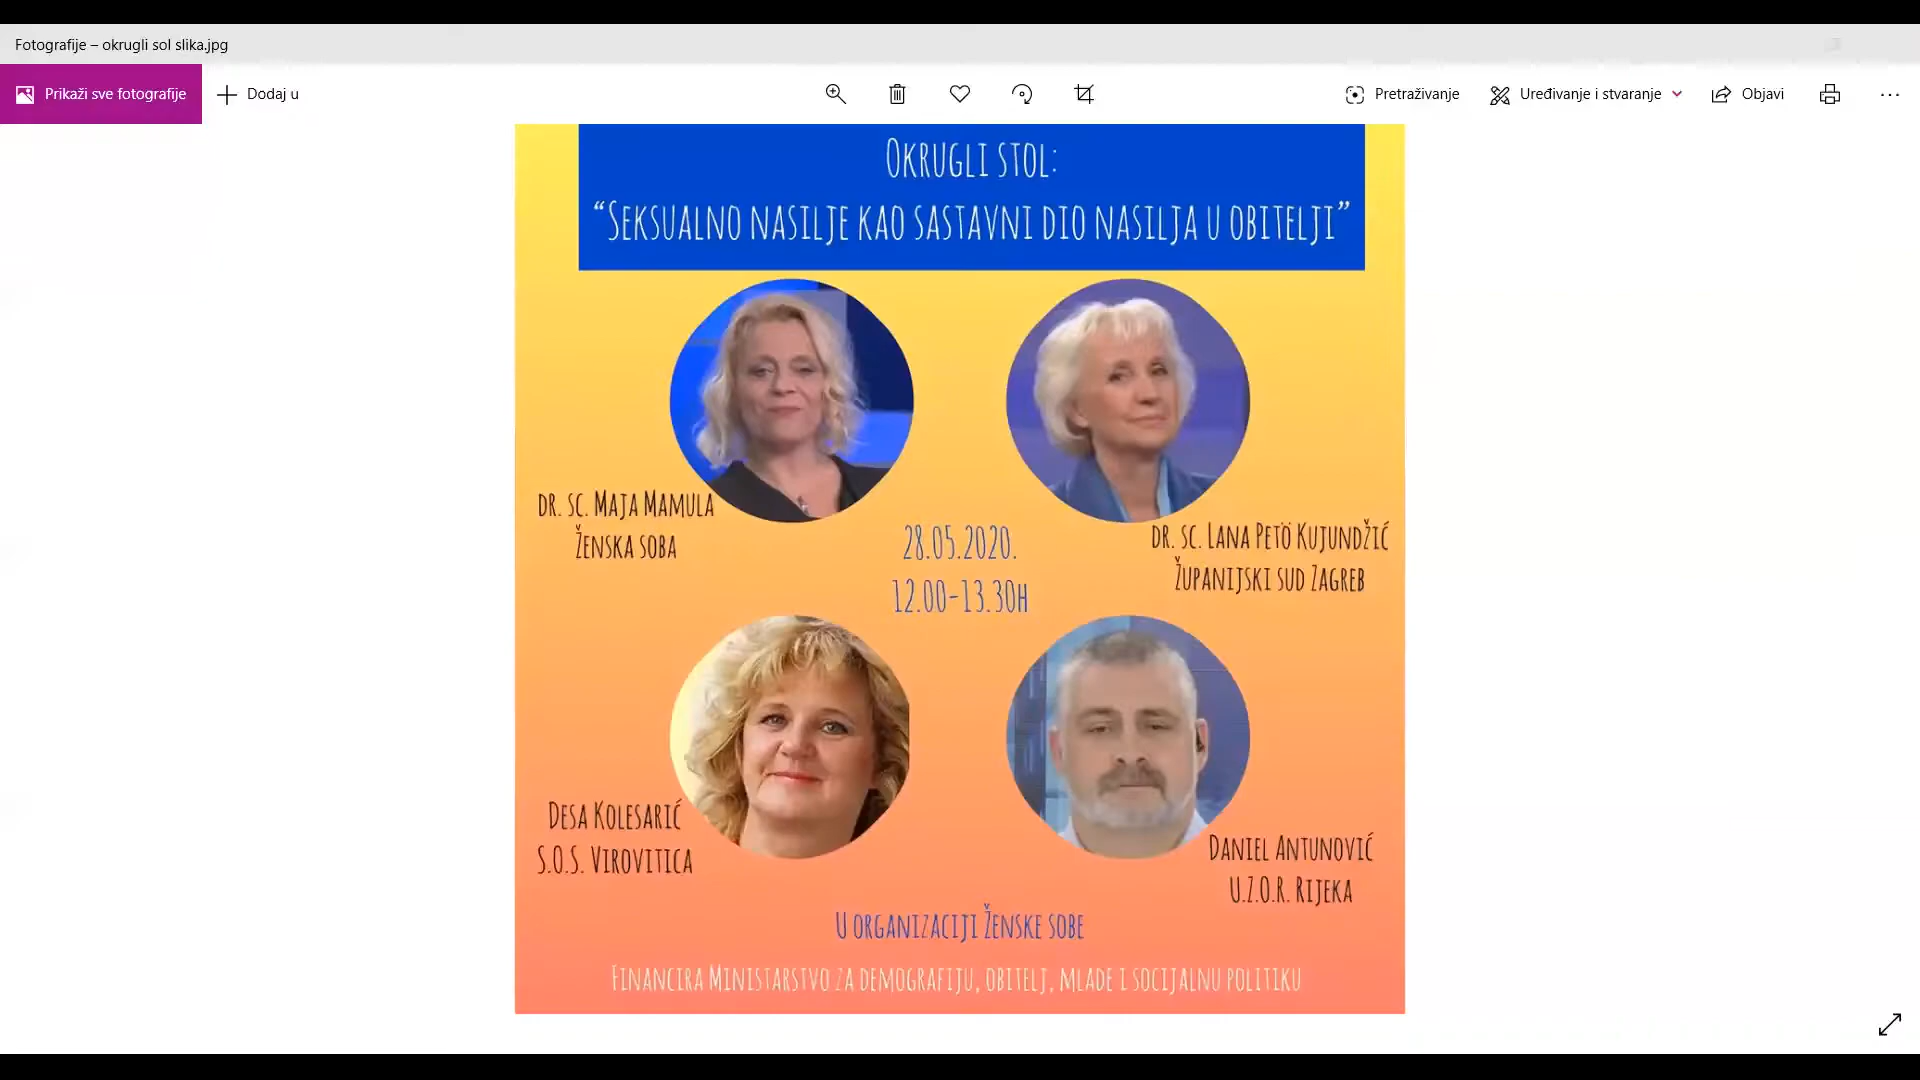 Fotografije – okrugli sol slika.jpg
Prikaži sve fotografije
Dodaj u
Pretraživanje
Uređivanje i stvaranje
Objavi
OKRUGLI STOL:
“SEKSUALNO NASILJE KAO SASTAVNI DIO NASILJA U OBITELJI”
DR. SC. MAJA MAMULA
ŽENSKA SOBA
DR. SC. LANA PETÖ KUJUNDŽIĆ
ŽUPANIJSKI SUD ZAGREB
28.05.2020.
12.00-13.30H
DESA KOLESARIĆ
S.O.S. VIROVITICA
DANIEL ANTUNOVIĆ
U.Z.O.R. RIJEKA
U ORGANIZACIJI ŽENSKE SOBE
FINANCIRA MINISTARSTVO ZA DEMOGRAFIJU, OBITELJ, MLADE I SOCIJALNU POLITIKU